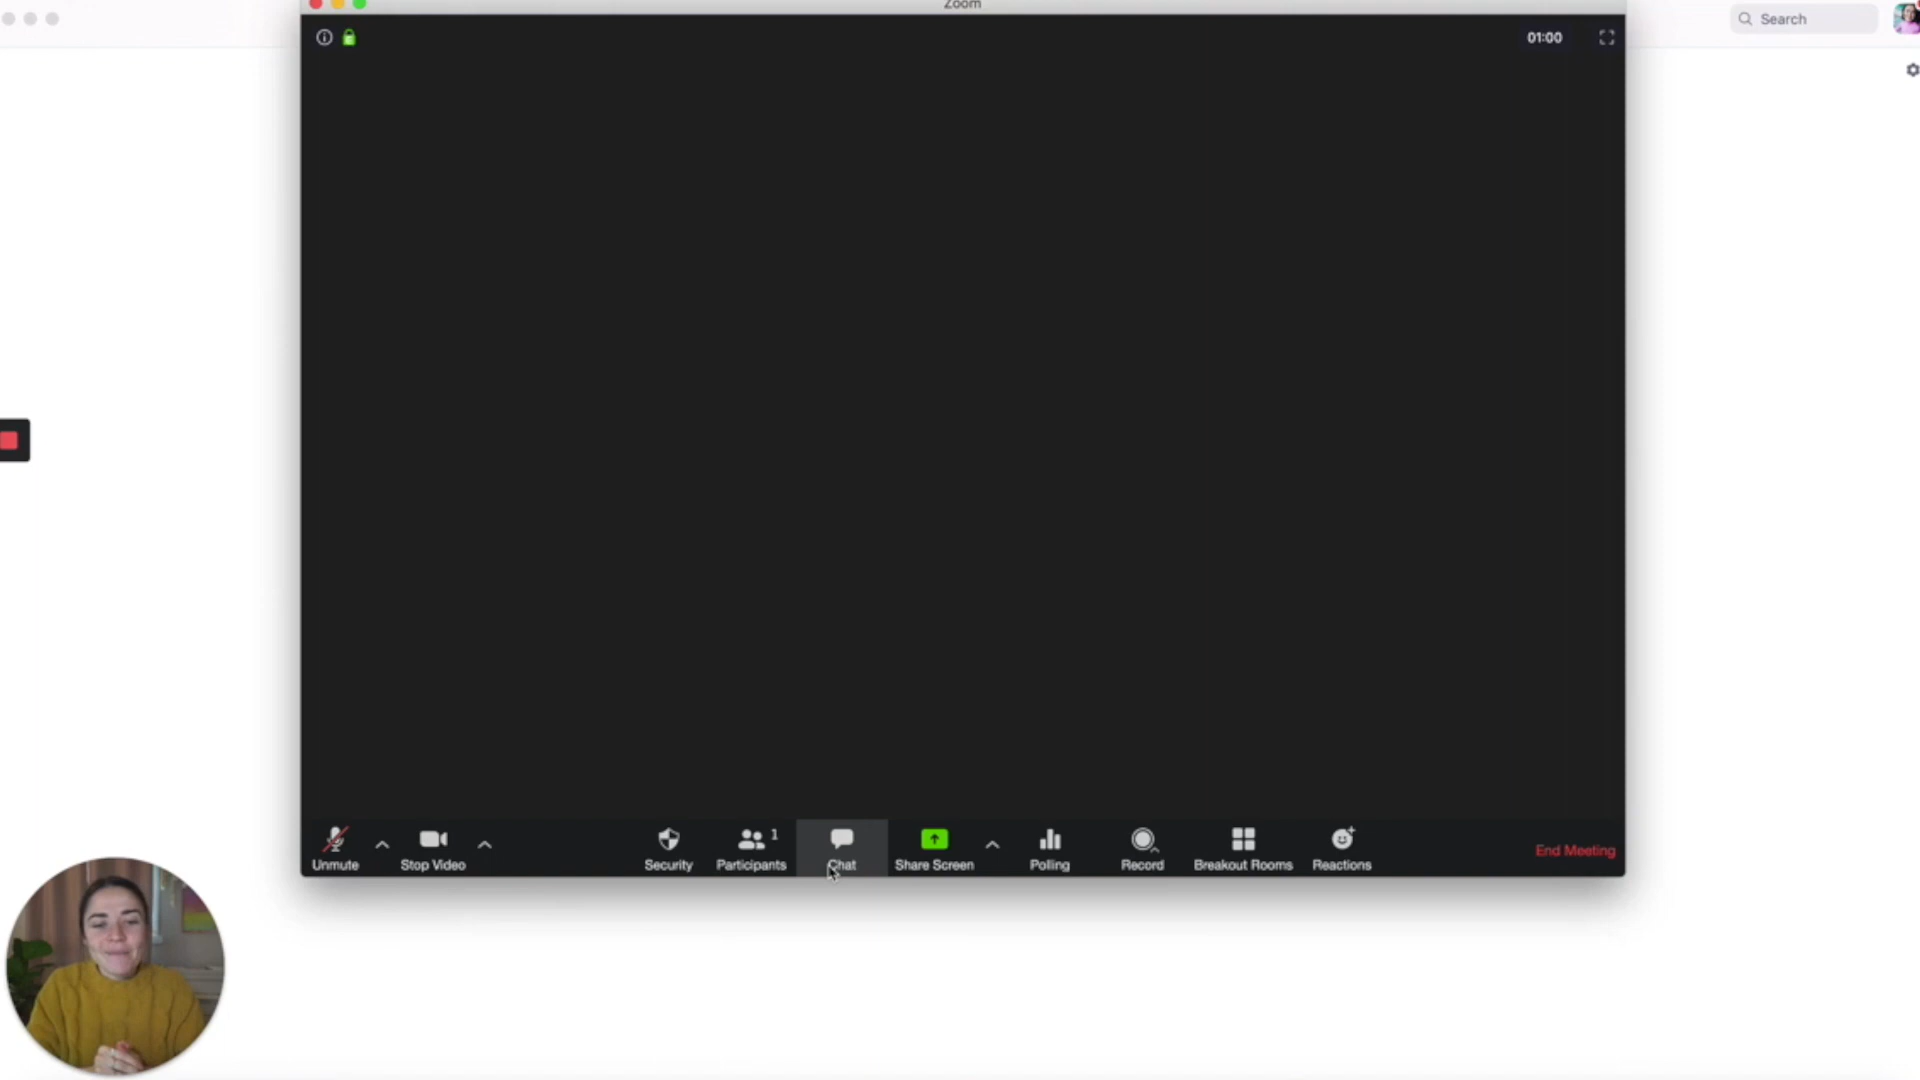 Zoom
Search
01:00
Unmute
Stop Video
Security
Participants
1
Chat
Share Screen
Polling
Record
Breakout Rooms
Reactions
End Meeting